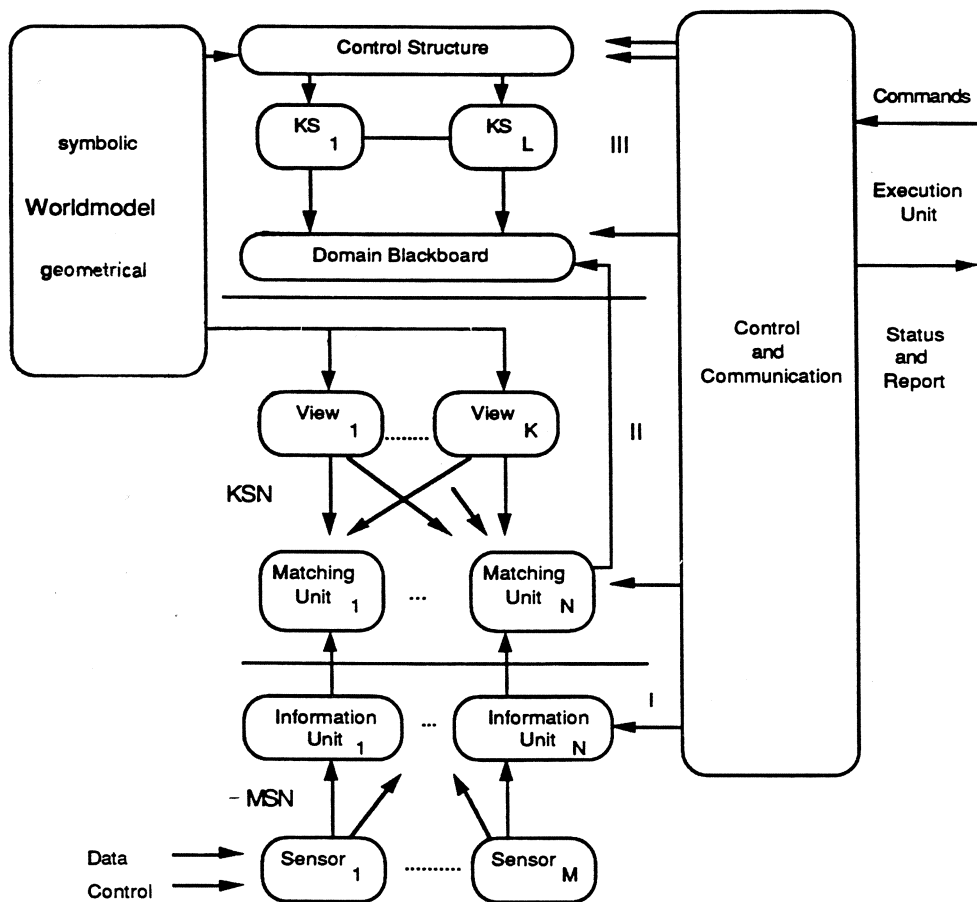 symbolic
Worldmodel
geometrical
Control Structure
KS
1
KS
L
III
Domain Blackboard
Commands
Execution
Unit
Status
and
Report
Control
and
Communication
View
1
.........
View
K
II
KSN
Matching
Unit
1
...
Matching
Unit
N
I
Information
Unit
1
...
Information
Unit
N
- MSN
Data
Control
Sensor
1
..........
Sensor
M